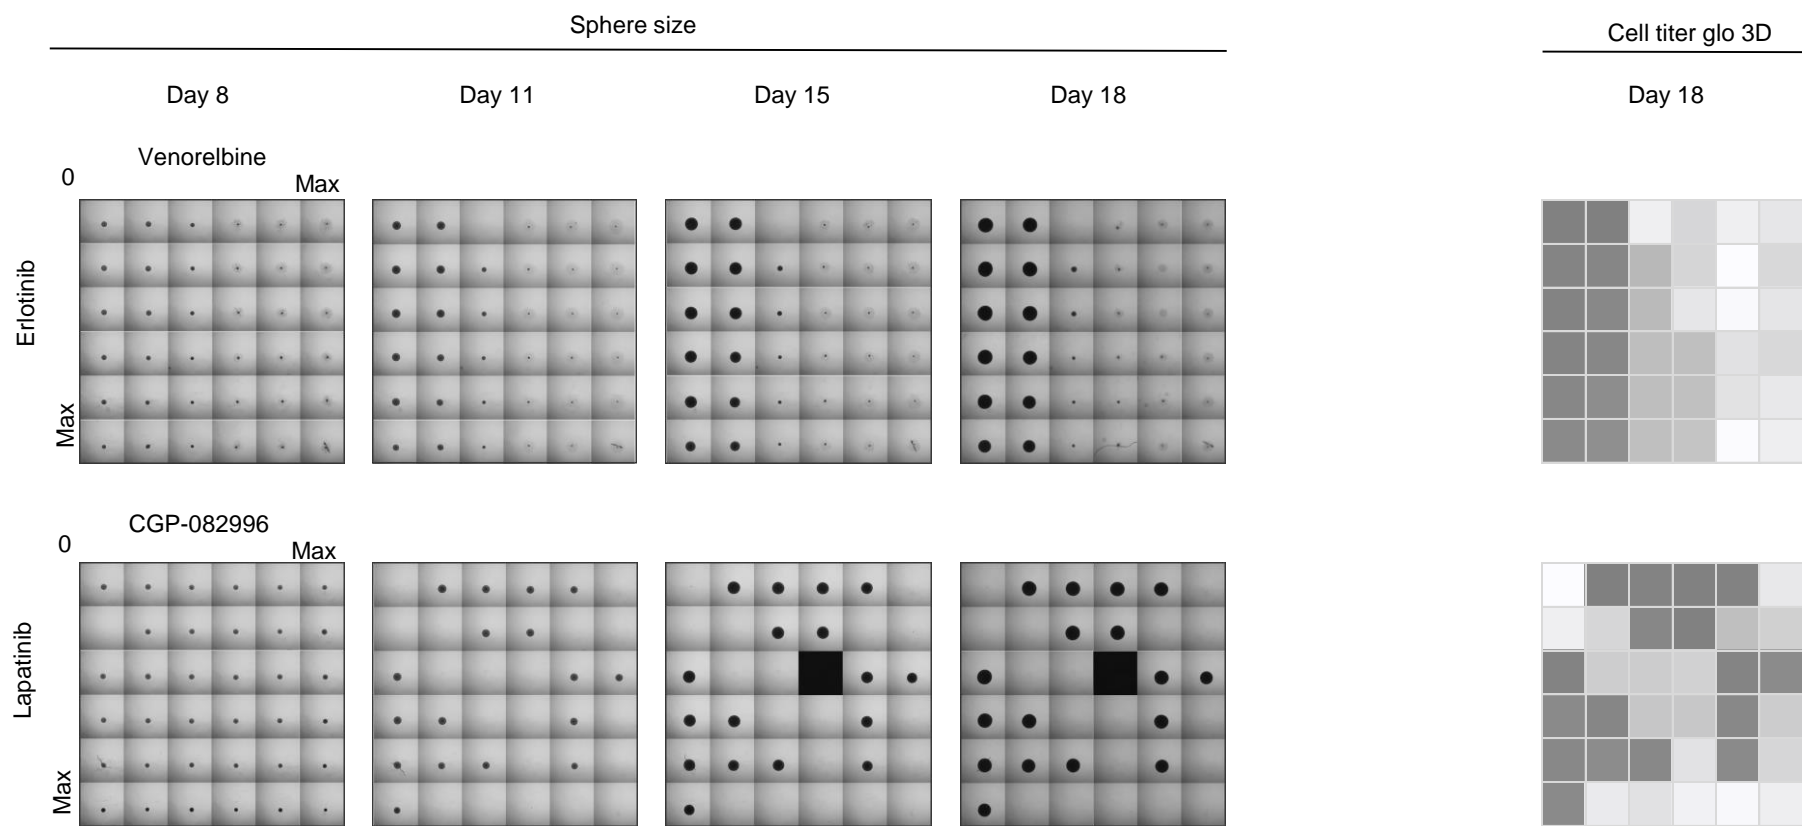 Sphere size
Cell titer glo 3D
Day 8
Day 11
Day 15
Day 18
Day 18
Venorelbine
0
Max
Erlotinib
Max
CGP-082996
0
Max
Lapatinib
Max